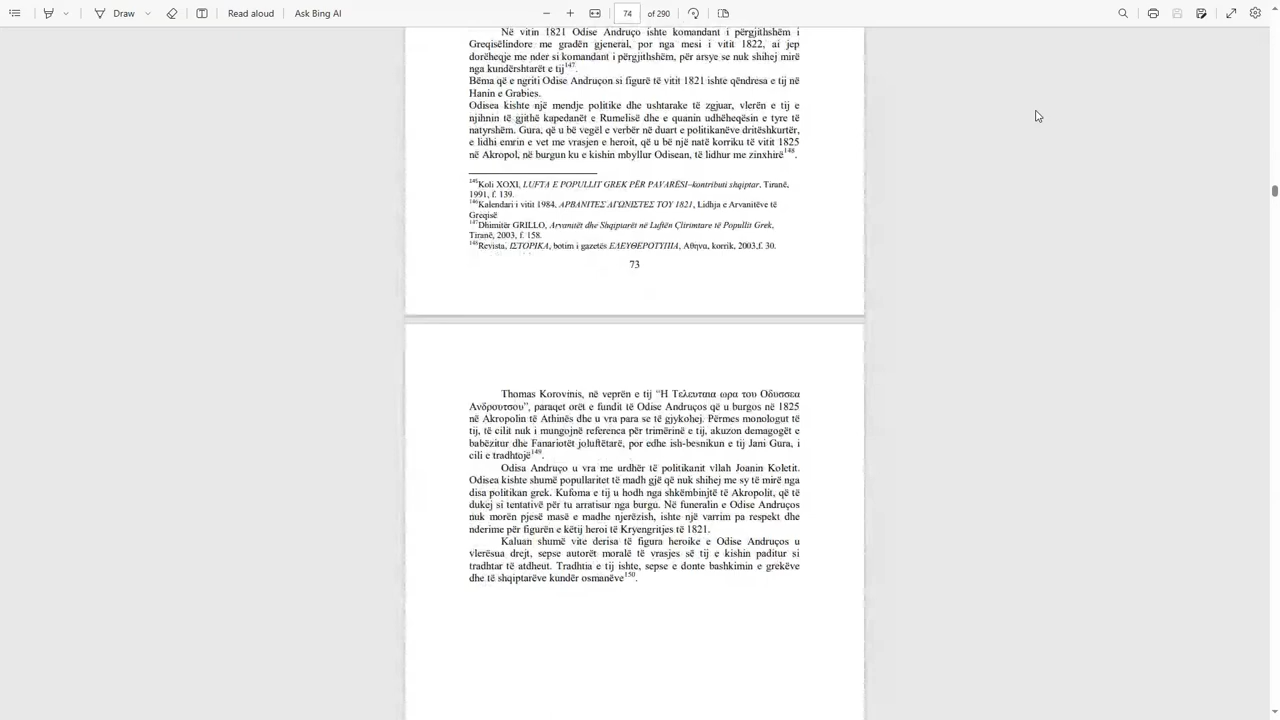 Draw
Read aloud
Ask Bing AI
74
of 290
Në vitin 1821 Odise Andruço ishte komandant i përgjithshëm i
Greqisëlindore me gradën gjeneral, por nga mesi i vitit 1822, ai jep
dorëheqje me nder si komandant i përgjithshëm, për arsye se nuk shihej mirë
nga kundërshtarët e tij147.
Bëma që e ngriti Odise Andruçon si figurë të vitit 1821 ishte qëndresa e tij në
Hanin e Grabies.
Odisea kishte një mendje politike dhe ushtarake të zgjuar, vlerën e tij e
njihnin të gjithë kapedanët e Rumelisë dhe e quanin udhëheqësin e tyre të
natyrshëm. Gura, që u bë vegël e verbër në duart e politikanëve dritëshkurtër,
e lidhi emrin e vet me vrasjen e heroit, që u bë një natë korriku të vitit 1825
në Akropol, në burgun ku e kishin mbyllur Odisean, të lidhur me zinxhirë148.
145Koli XOXI, LUFTA E POPULLIT GREK PËR PAVARËSI–kontributi shqiptar. Tiranë,
1991, f. 139.
146Kalendari i vitit 1984, ΑΡΒΑΝΙΤΕΣ ΑΓΩΝΙΣΤΕΣ ΤΟΥ 1821, Lidhja e Arvanitëve të
Greqisë
147Dhimitër GRILLO, Arvanitët dhe Shqiptarët në Luftën Çlirimtare të Popullit Grek,
Tiranë, 2003, f. 158.
148Revista, ΙΣΤΟΡΙΚΑ, botim i gazetës ΕΛΕΥΘΕΡΟΤΥΠΙΑ, Αθηνα, korrik, 2003,f. 30.
73
Thomas Korovinis, në veprën e tij “Η Τελευταια ωρα του Οδυσσεα
Ανδρουτσου”, paraqet orët e fundit të Odise Andruços që u burgos në 1825
në Akropolin të Athinës dhe u vra para se të gjykohej. Përmes monologut të
tij, të cilit nuk i mungojnë referenca për trimërinë e tij, akuzon demagogët e
babëzitur dhe Fanariotët joluftëtarë, por edhe ish-besnikun e tij Jani Gura, i
cili e tradhtojë149.
Odisa Andruço u vra me urdhër të politikanit vllah Joanin Koletit.
Odisea kishte shumë popullaritet të madh gjë që nuk shihej me sy të mirë nga
disa politikan grek. Kufoma e tij u hodh nga shkëmbinjtë të Akropolit, që të
dukej si tentativë për tu arratisur nga burgu. Në funeralin e Odise Andruços
nuk morën pjesë masë e madhe njerëzish, ishte një varrim pa respekt dhe
nderime për figurën e këtij heroi të Kryengritjes të 1821.
Kaluan shumë vite derisa të figura heroike e Odise Andruços u
vlerësua drejt, sepse autorët moralë të vrasjes së tij e kishin paditur si
tradhtar të atdheut. Tradhtia e tij ishte, sepse e donte bashkimin e grekëve
dhe të shqiptarëve kundër osmanëve150.